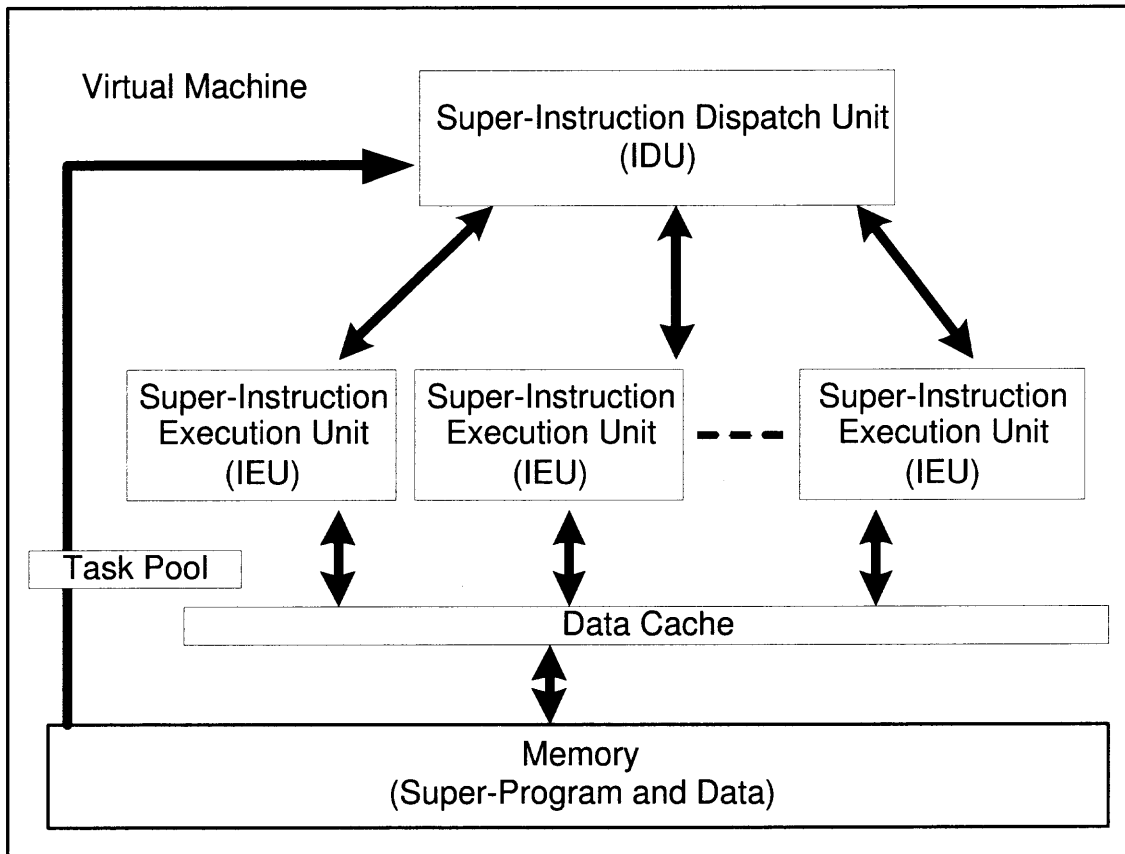 Virtual Machine
Super-Instruction Dispatch Unit
(IDU)
Super-Instruction
Execution Unit
(IEU)
Super-Instruction
Execution Unit
(IEU)
Super-Instruction
Execution Unit
(IEU)
Task Pool
Data Cache
Memory
(Super-Program and Data)